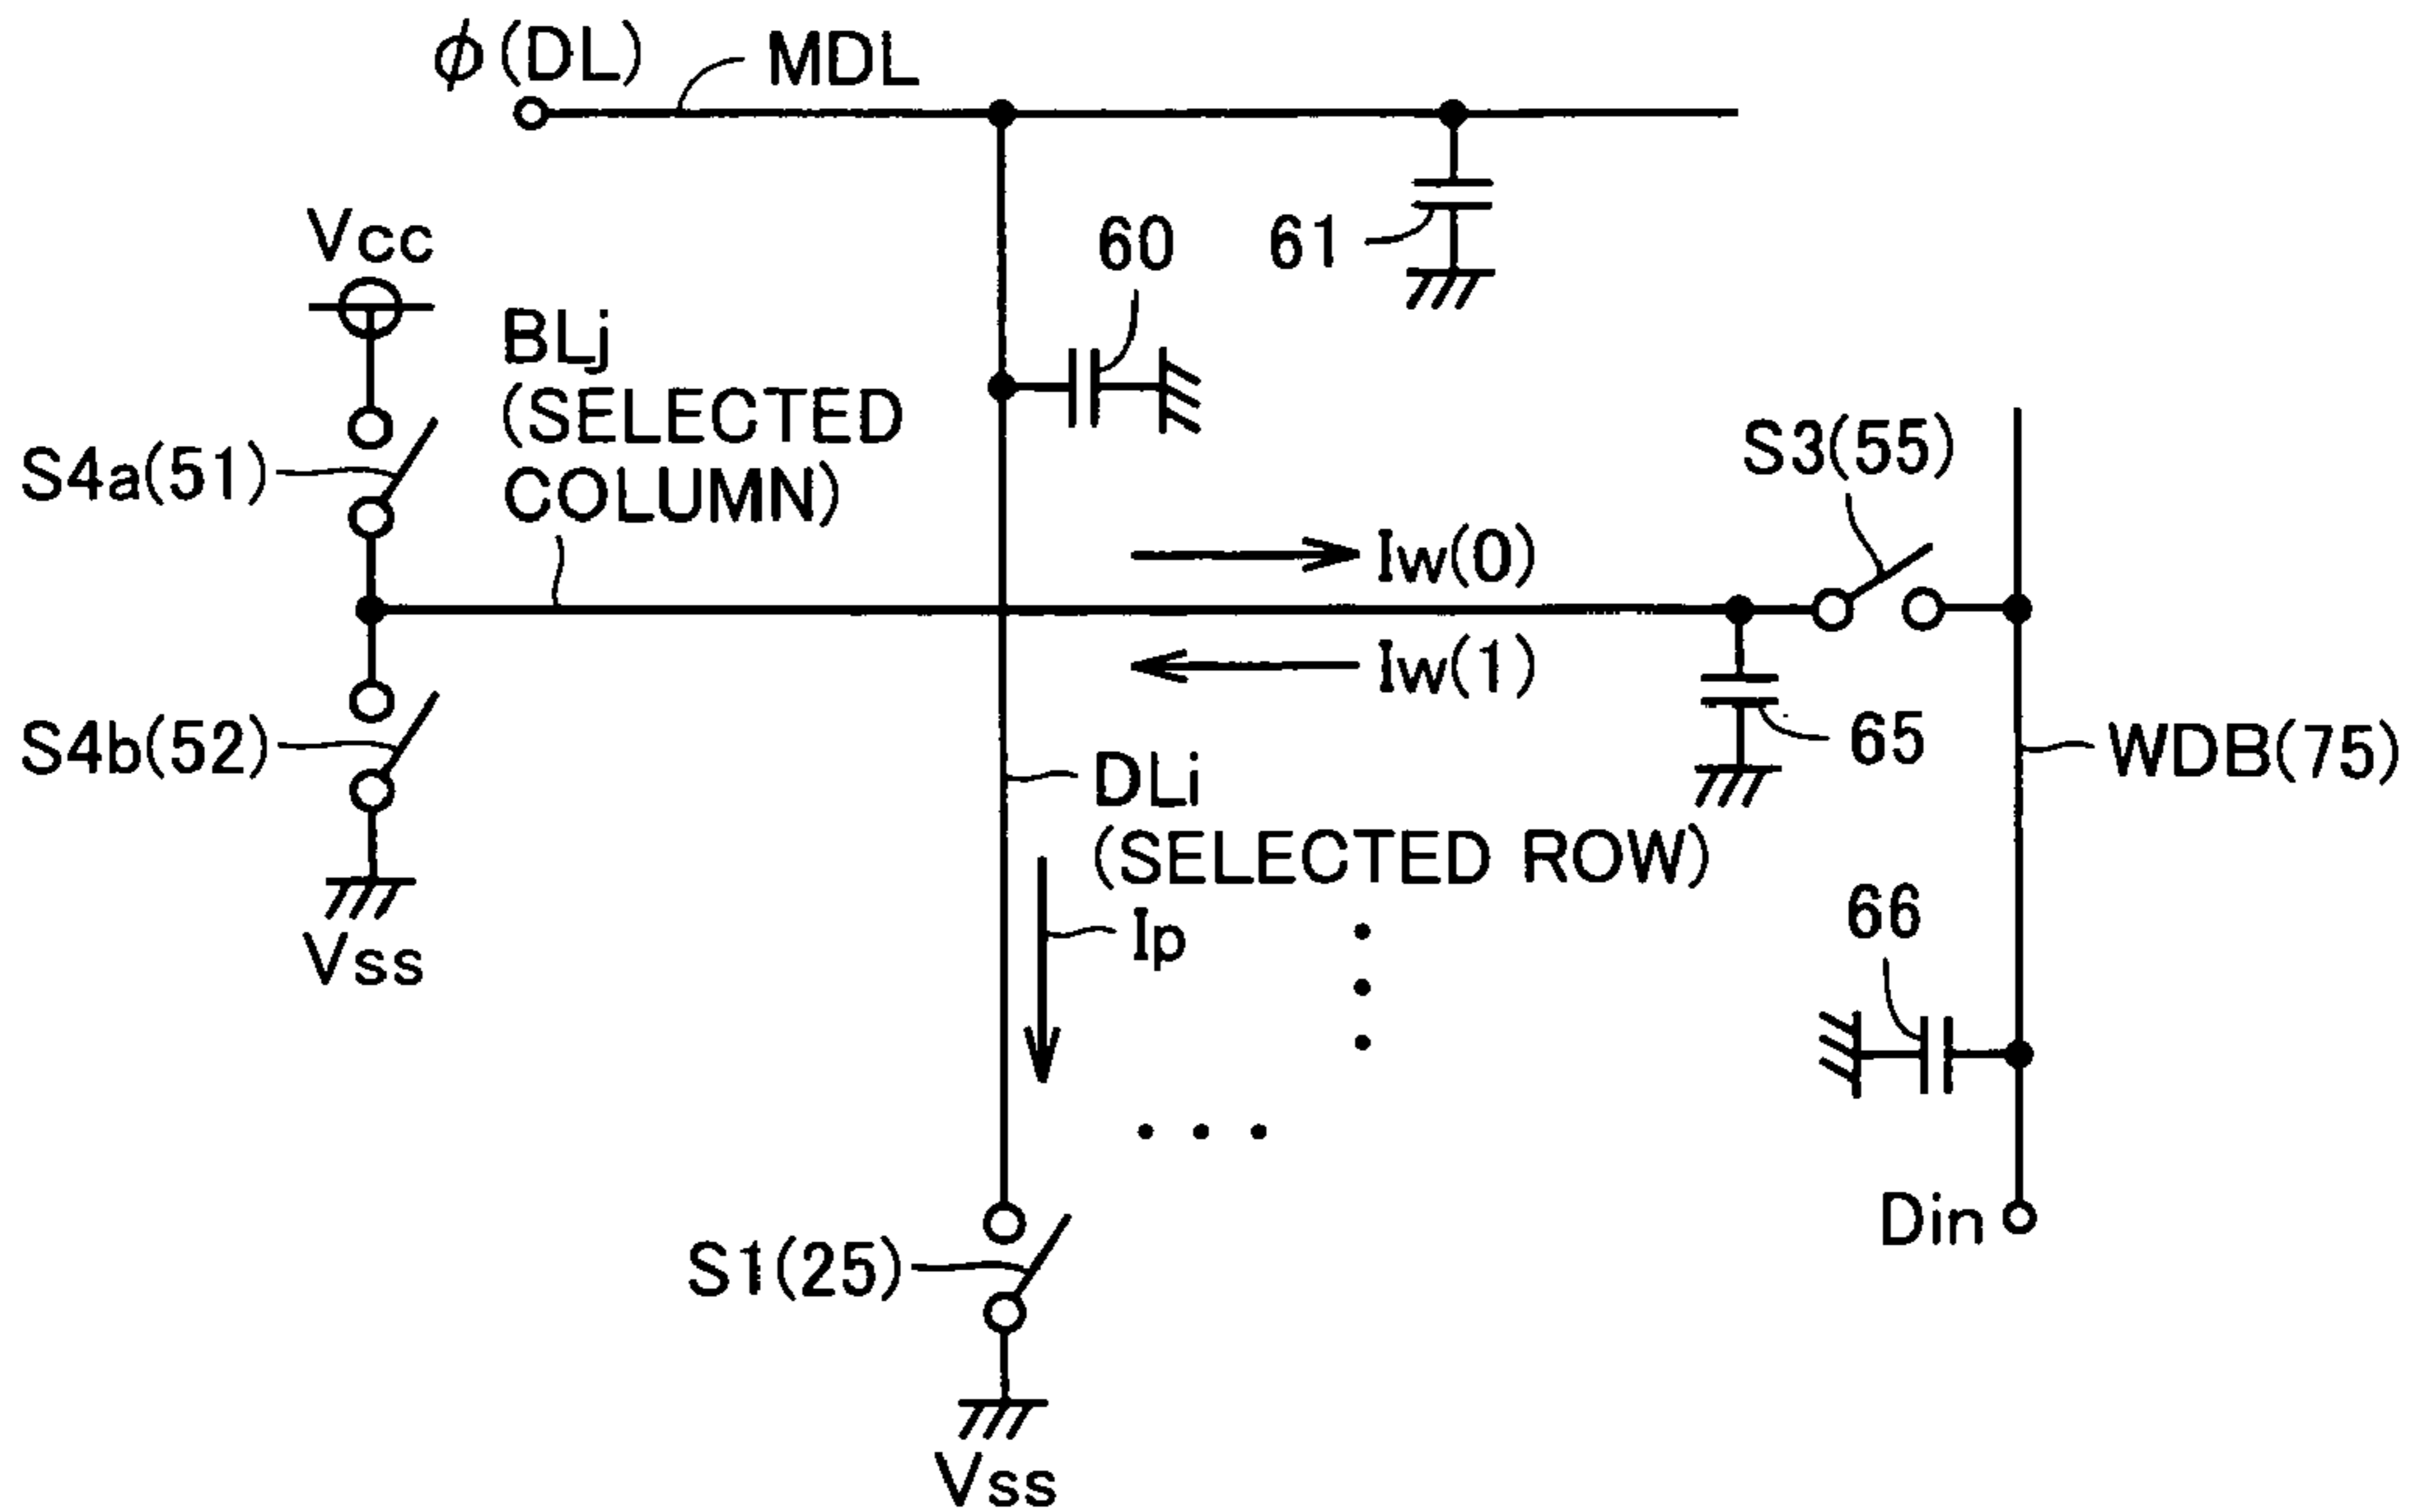 ϕ(DL)
MDL
Vcc
60
61
BLj
(SELECTED
COLUMN)
S4a(51)
S3(55)
Iw(0)
Iw(1)
S4b(52)
65
WDB(75)
DLi
(SELECTED ROW)
66
Ip
Vss
Din
S1(25)
Vss